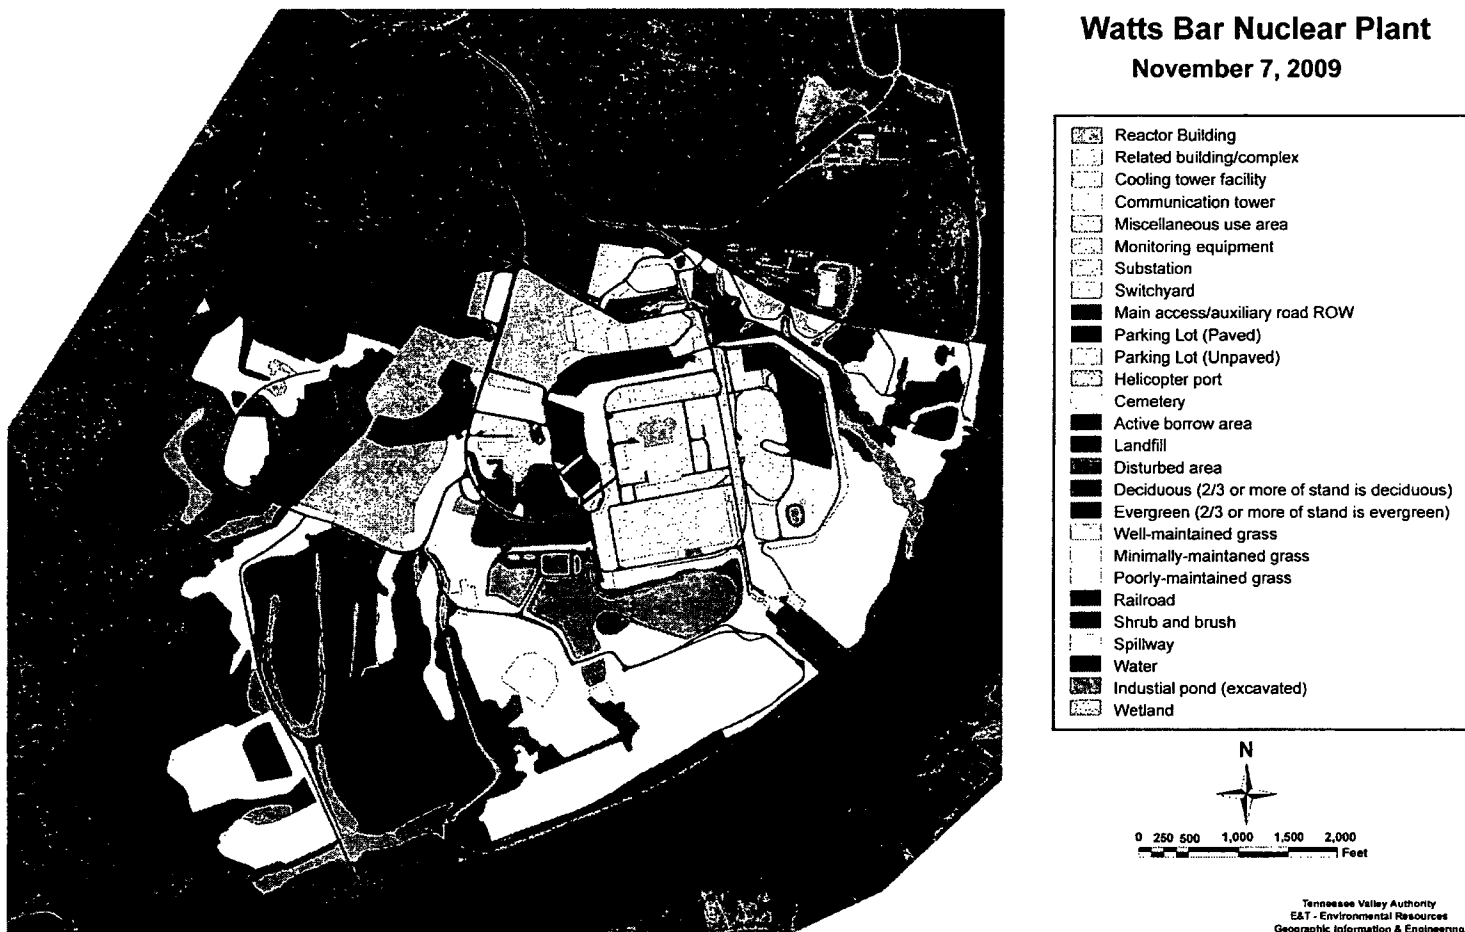 Watts Bar Nuclear Plant
November 7, 2009
Reactor Building
Related building/complex
Cooling tower facility
Communication tower
Miscellaneous use area
Monitoring equipment
Substation
Switchyard
Main access/auxiliary road ROW
Parking Lot (Paved)
Parking Lot (Unpaved)
Helicopter port
Cemetery
Active borrow area
Landfill
Disturbed area
Deciduous (2/3 or more of stand is deciduous)
Evergreen (2/3 or more of stand is evergreen)
Well-maintained grass
Minimally-maintaned grass
Poorly-maintained grass
Railroad
Shrub and brush
Spillway
Water
Industial pond (excavated)
Wetland
N
0 250 500 1,000 1,500 2,000
Feet
Tennessee Valley Authority
E&T - Environmental Resources
Geographic Information & Engineering